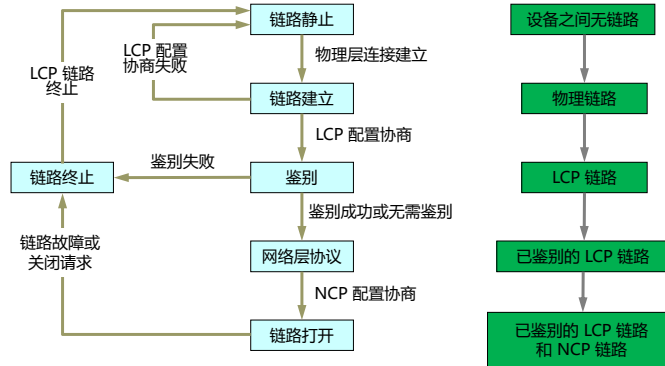 链路静止
设备之间无链路
LCP 配置
协商失败
物理层连接建立
LCP 链路
终止
链路建立
物理链路
LCP 配置协商
鉴别失败
链路终止
鉴别
LCP 链路
鉴别成功或无需鉴别
链路故障或
关闭请求
网络层协议
已鉴别的 LCP 链路
NCP 配置协商
链路打开
已鉴别的 LCP 链路
和 NCP 链路